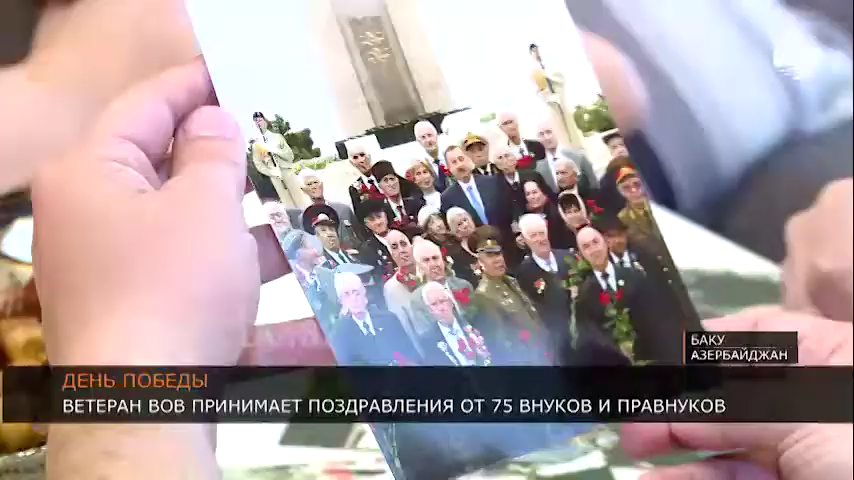 БАКУ
АЗЕРБАЙДЖАН
ДЕНЬ ПОБЕДЫ
ВЕТЕРАН ВОВ ПРИНИМАЕТ ПОЗДРАВЛЕНИЯ ОТ 75 ВНУКОВ И ПРАВНУКОВ